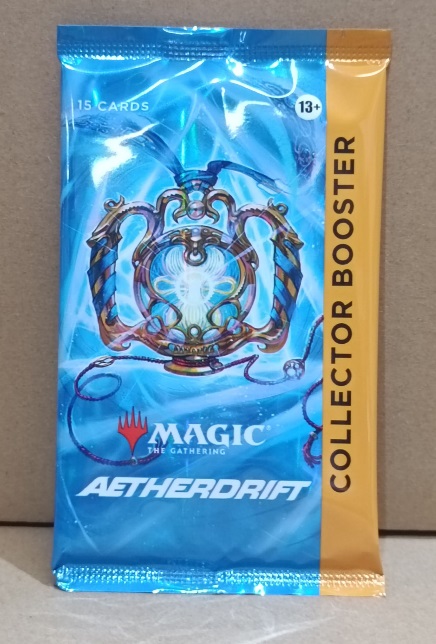 15 CARDS
13+
COLLECTOR BOOSTER
MAGIC®
THE GATHERING
AETHERDRIFT